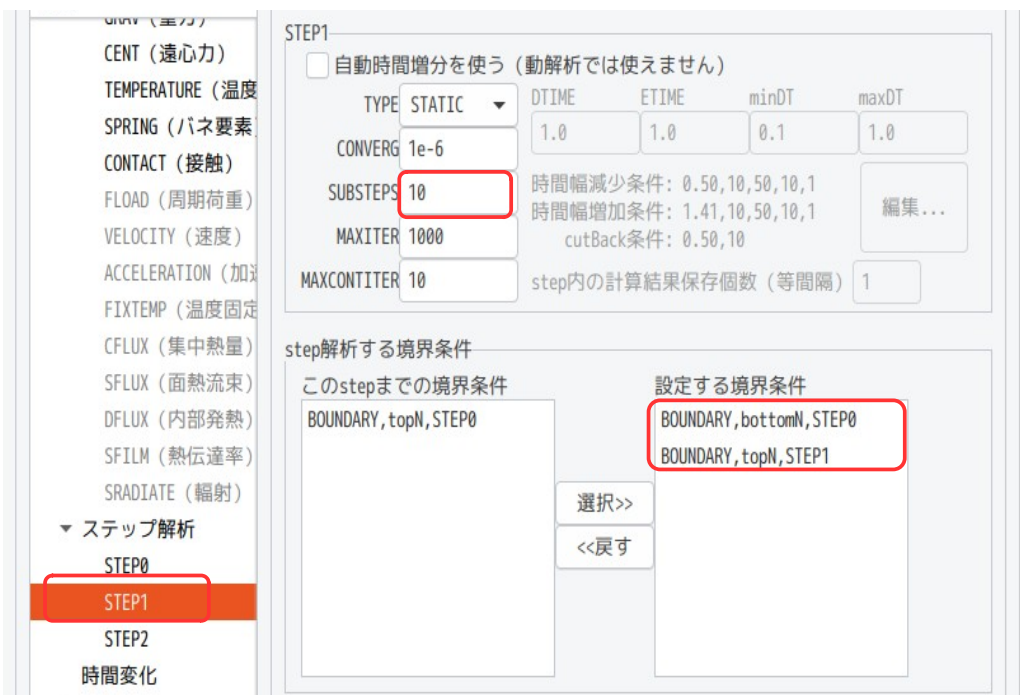 GRAV (重力)
CENT (遠心力)
TEMPERATURE (温度
SPRING (バネ要素
CONTACT (接触)
FLOAD (周期荷重)
VELOCITY (速度)
ACCELERATION (加速
FIXTEMP (温度固定
CFLUX (集中熱量)
SFLUX (面熱流束)
DFLUX (内部発熱)
SFILM (熱伝達率)
SRADIATE (輻射)
ステップ解析
STEP0
STEP1
STEP2
時間変化
STEP1
自動時間増分を使う (動解析では使えません)
TYPE STATIC
CONVERG 1e-6
SUBSTEPS 10
MAXITER 1000
MAXCONTITER 10
DTIME ETIME minDT maxDT
1.0 1.0 0.1 1.0
時間幅減少条件: 0.50,10,50,10,1
時間幅増加条件: 1.41,10,50,10,1
cutBack条件: 0.50,10
編集...
step内の計算結果保存個数 (等間隔) 1
step解析する境界条件
このstepまでの境界条件
BOUNDARY,topN,STEP0
選択>>
<<戻す
設定する境界条件
BOUNDARY,bottomN,STEP0
BOUNDARY,topN,STEP1